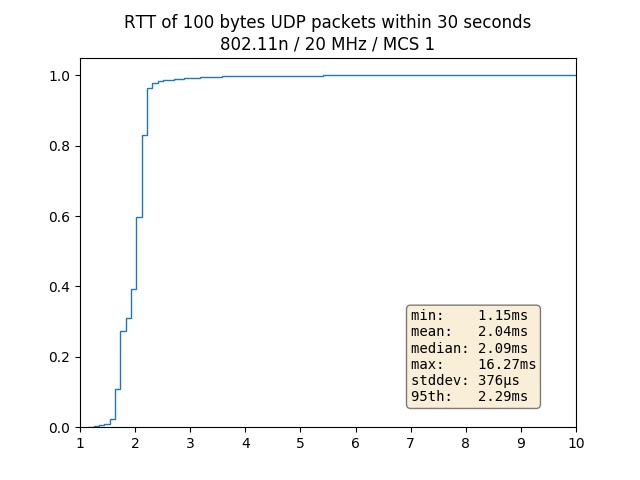 RTT of 100 bytes UDP packets within 30 seconds
802.11n / 20 MHz / MCS 1
1.0
0.8
0.6
0.4
0.2
0.0
min: 1.15ms
mean: 2.04ms
median: 2.09ms
max: 16.27ms
stddev: 376µs
95th: 2.29ms
1 2 3 4 5 6 7 8 9 10